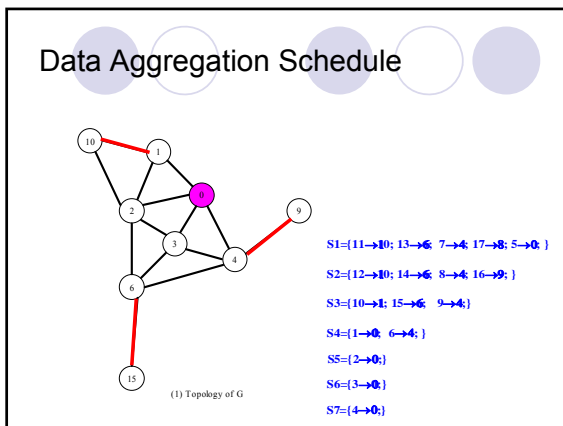 Data Aggregation Schedule
10
1
0
2
9
3
4
6
15
(1) Topology of G
S1={11→10; 13→6; 7→4; 17→8; 5→0; }
S2={12→10; 14→6; 8→4; 16→9; }
S3={10→1; 15→6; 9→4;}
S4={1→0; 6→4; }
S5={2→0;}
S6={3→0;}
S7={4→0;}